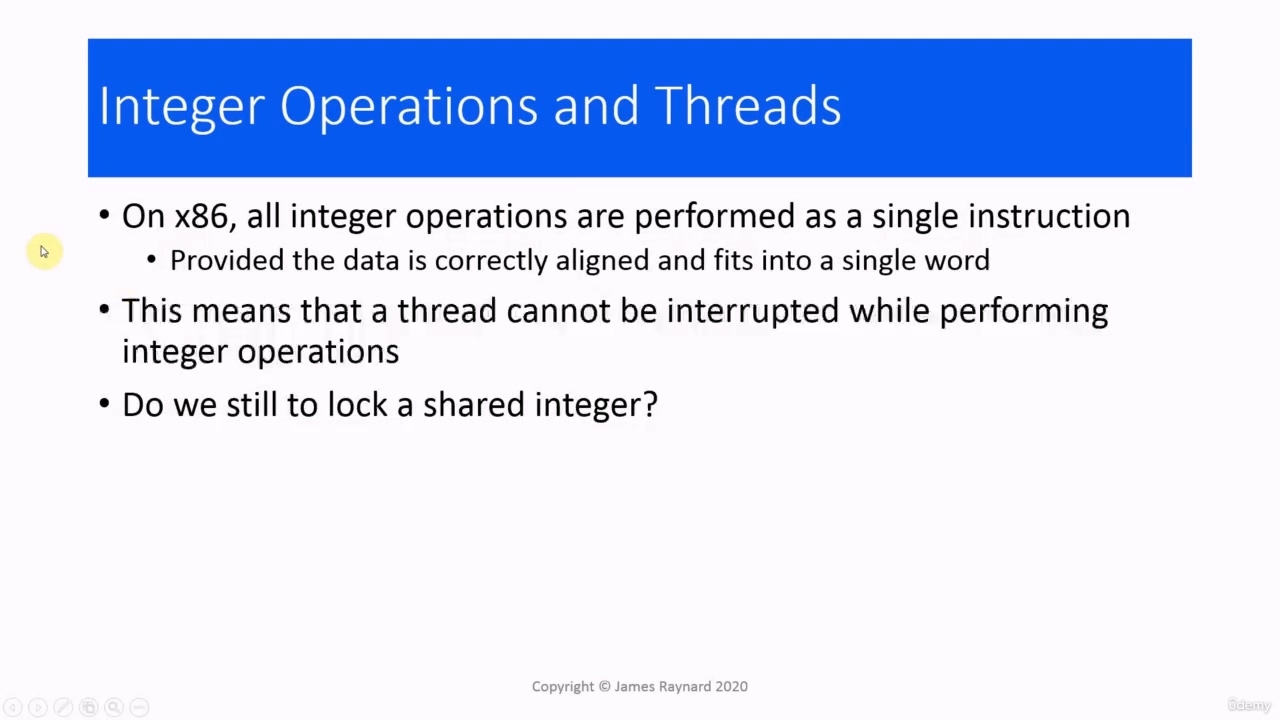 Integer Operations and Threads
• On x86, all integer operations are performed as a single instruction
• Provided the data is correctly aligned and fits into a single word
• This means that a thread cannot be interrupted while performing
integer operations
• Do we still to lock a shared integer?
Copyright © James Raynard 2020
ûdemy